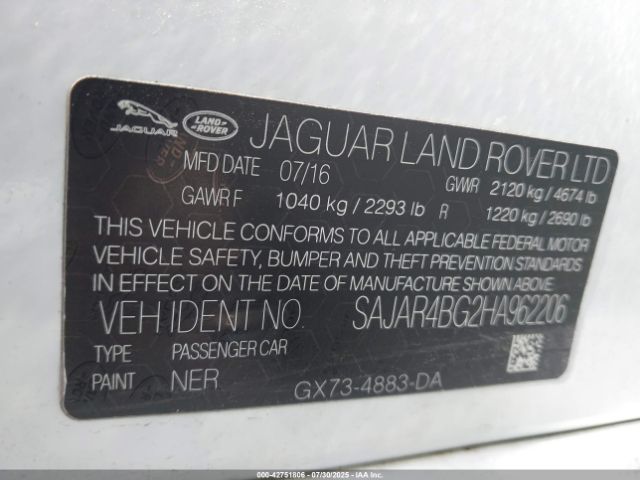 JAGUAR LAND-ROVER JAGUAR LAND ROVER LTD
MFD DATE 07/16 GVWR 2120 kg / 4674 lb
GAWR F 1040 kg / 2293 lb R 1220 kg / 2690 lb
THIS VEHICLE CONFORMS TO ALL APPLICABLE FEDERAL MOTOR
VEHICLE SAFETY, BUMPER AND THEFT PREVENTION STANDARDS
IN EFFECT ON THE DATE OF MANUFACTURE SHOWN ABOVE
VEH IDENT NO. SAJAR4BG2HA962206
TYPE PASSENGER CAR
PAINT NER
GX73-4883-DA
000-42751806 - 07/30/2025 - IAAI.COM